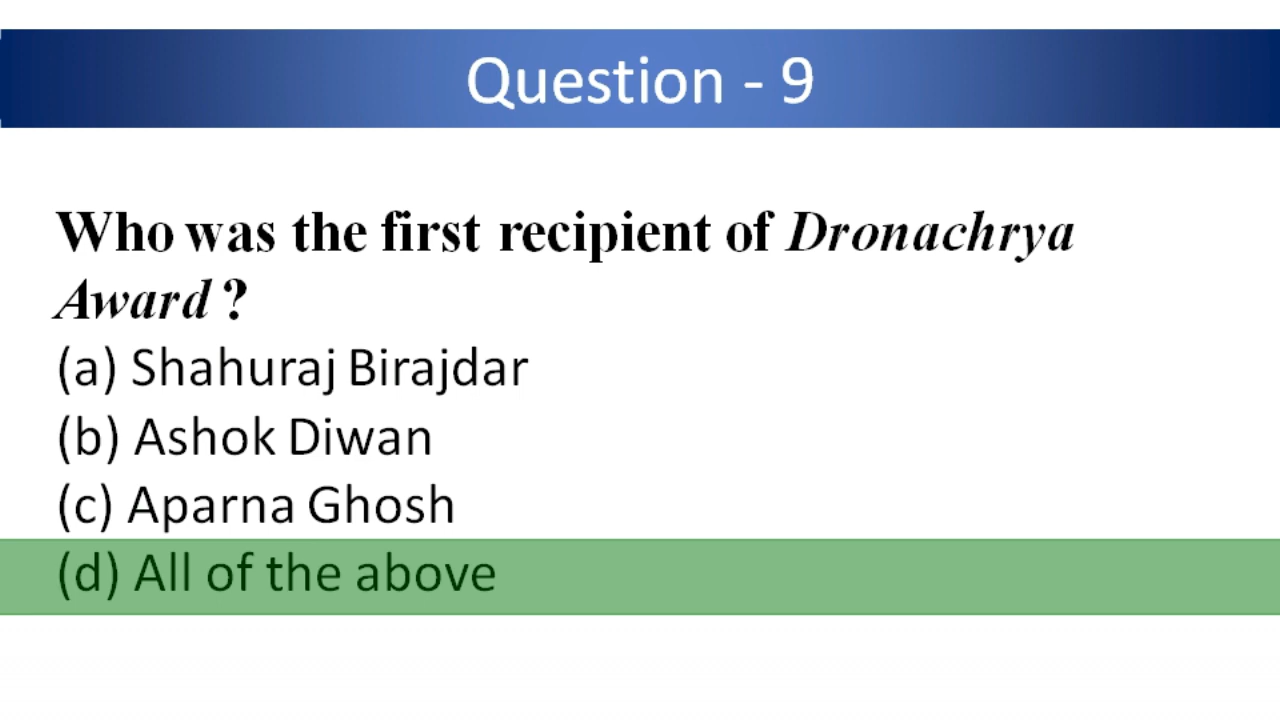 Question - 9
Who was the first recipient of Dronachrya
Award ?
(a) Shahuraj Birajdar
(b) Ashok Diwan
(c) Aparna Ghosh
(d) All of the above